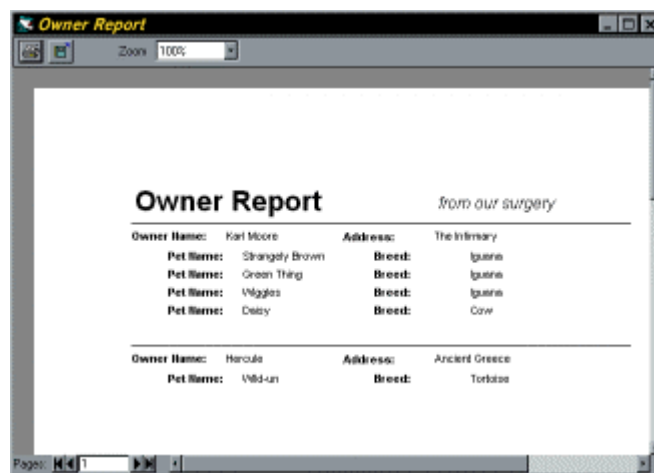 Owner Report
Zoom 100%
Owner Report from our surgery
Owner Name: Karl Moore Address: The Infirmary
Pet Name: Strangely Brown Breed: Iguana
Pet Name: Green Thing Breed: Iguana
Pet Name: Wiggles Breed: Iguana
Pet Name: Daisy Breed: Cow
Owner Name: Hercule Address: Ancient Greece
Pet Name: Wild-un Breed: Tortoise
Pages: 1